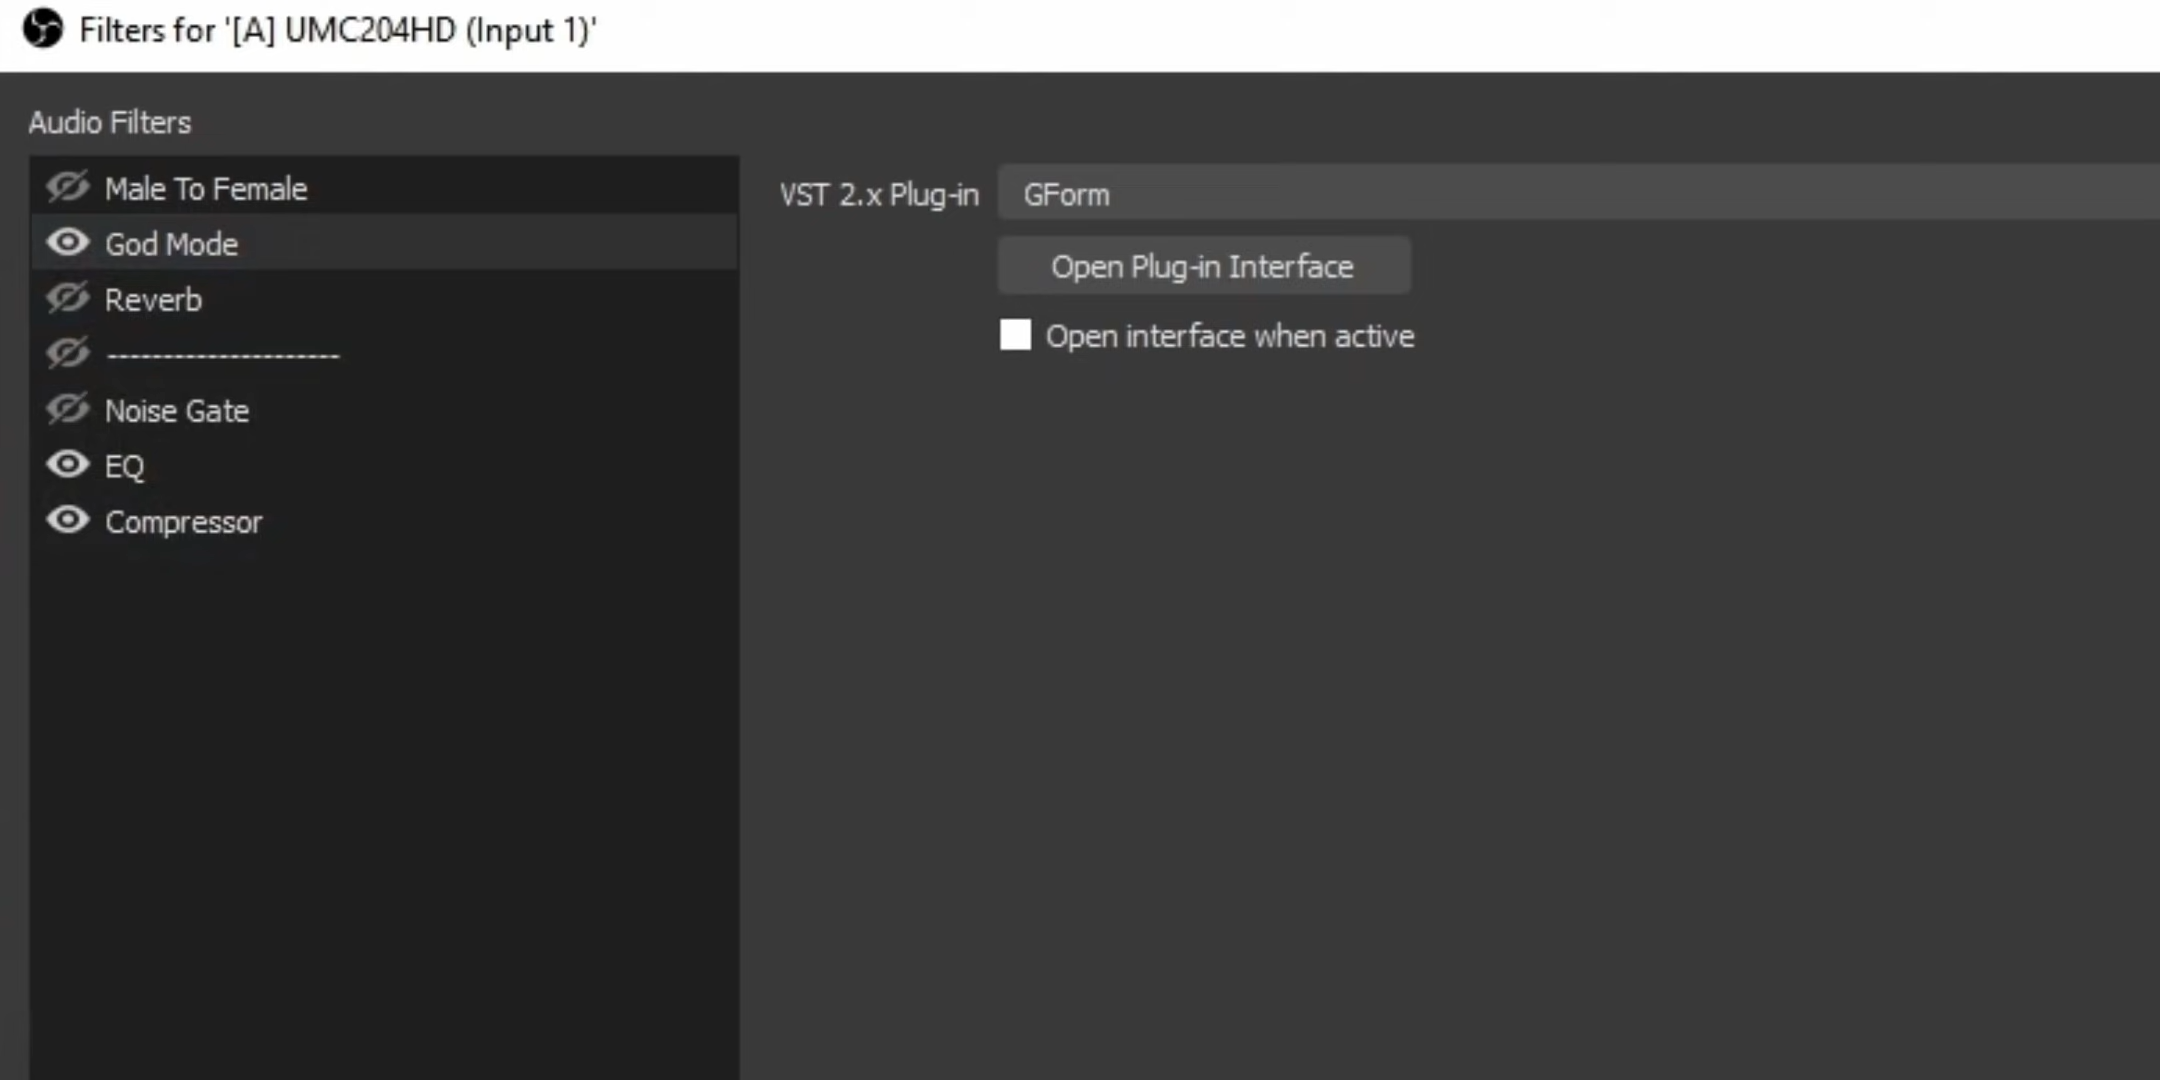 Filters for '[A] UMC204HD (Input 1)'
Audio Filters
Male To Female
God Mode
Reverb
---------------------
Noise Gate
EQ
Compressor
VST 2.x Plug-in GForm
Open Plug-in Interface
Open interface when active